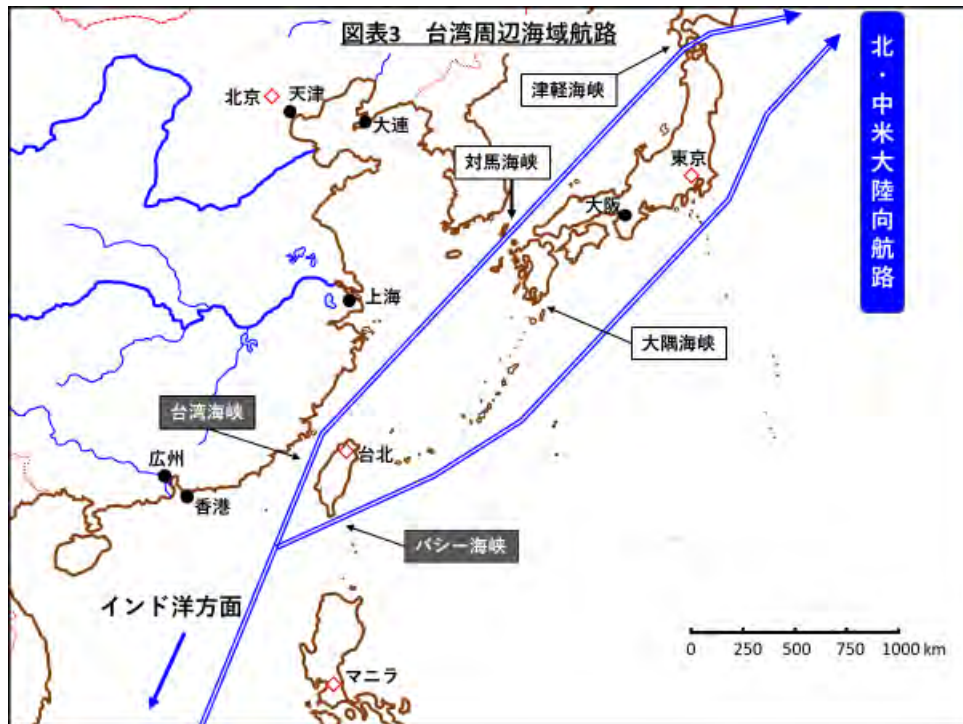 図表3 台湾周辺海域航路
北・中米大陸向航路
津軽海峡
北京
天津
大連
対馬海峡
東京
大阪
上海
大隅海峡
台湾海峡
台北
広州
香港
バシー海峡
インド洋方面
マニラ
0 250 500 750 1000 km